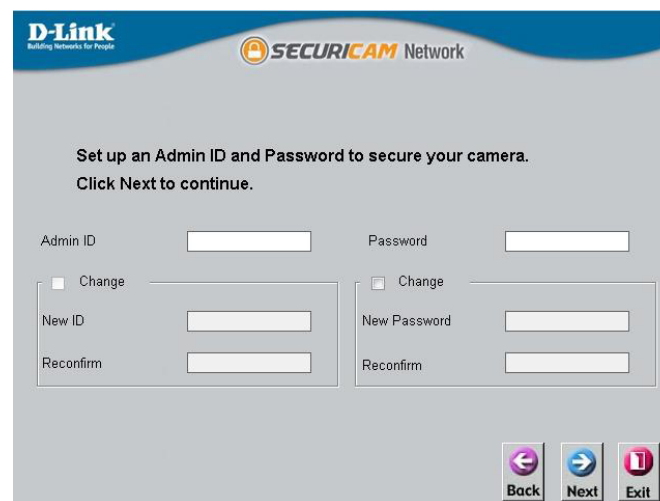 D-Link
Building Networks for People
SECURICAM Network
Set up an Admin ID and Password to secure your camera.
Click Next to continue.
Admin ID
Password
Change
Change
New ID
New Password
Reconfirm
Reconfirm
Back
Next
Exit